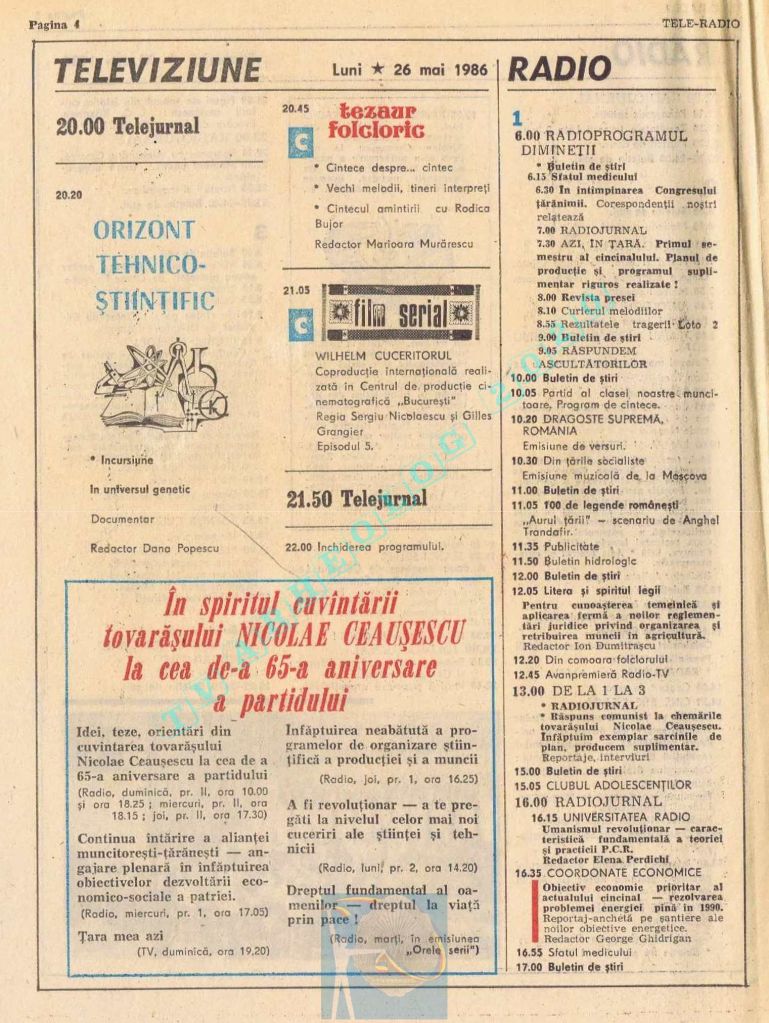 Pagina 4
TELE-RADIO
TELEVIZIUNE
Luni ★ 26 mai 1986
20.00 Telejurnal
20.20
ORIZONT
TEHNICO-
ȘTIINȚIFIC
* Incursiune
în universul genetic
Documentar
Redactor Dana Popescu
20.45
tezaur
folcloric
C
* Cîntece despre... cîntec
* Vechi melodii, tineri interpreți
* Cîntecul amintirii cu Rodica
Bujor
Redactor Marioara Murărescu
21.05
C
film serial
WILHELM CUCERITORUL
Coproducție internațională reali-
zată în Centrul de producție ci-
nematografică „București"
Regia Sergiu Nicolaescu și Gilles
Grangier
Episodul 5.
21.50 Telejurnal
22.00 Închiderea programului.
În spiritul cuvîntării
tovarășului NICOLAE CEAUȘESCU
la cea de-a 65-a aniversare
a partidului
Idei, teze, orientări din
cuvîntarea tovarășului
Nicolae Ceaușescu la cea de-a
65-a aniversare a partidului
(Radio, duminică, pr. II, ora 10.00
și ora 18.25 ; miercuri, pr. II, ora
18.15 ; joi, pr. II, ora 17.30)
Continua întărire a alianței
muncitorești-țărănești — an-
gajare plenară în înfăptuirea
obiectivelor dezvoltării eco-
nomico-sociale a patriei.
(Radio, miercuri, pr. 1, ora 17.05)
Țara mea azi
(TV, duminică, ora 19.20)
Înfăptuirea neabătută a pro-
gramelor de organizare știin-
țifică a producției și a muncii
(Radio, joi, pr. 1, ora 16.25)
A fi revoluționar — a te pre-
găti la nivelul celor mai noi
cuceriri ale științei și teh-
nicii
(Radio, luni, pr. 2, ora 14.20)
Dreptul fundamental al oa-
menilor — dreptul la viață
prin pace !
(Radio, marți, în emisiunea
„Orele serii")
RADIO
1
6.00 RADIOPROGRAMUL
DIMINEȚII
* Buletin de știri
6.15 Sfatul medicului
6.30 În întîmpinarea Congresului
țărănimii. Corespondenții noștri
relatează
7.00 RADIOJURNAL
7.30 AZI, ÎN ȚARĂ. Primul se-
mestru al cincinalului. Planul de
producție și programul supli-
mentar riguros realizate !
8.00 Revista presei
8.10 Curierul melodiilor
8.55 Rezultatele tragerii Loto 2
9.00 Buletin de știri
9.05 RĂSPUNDEM
ASCULTĂTORILOR
10.00 Buletin de știri
10.05 Partid al clasei noastre munci-
toare. Program de cîntece.
10.20 DRAGOSTE SUPREMĂ,
ROMÂNIA
Emisiune de versuri.
10.30 Din țările socialiste
Emisiune muzicală de la Moscova
11.00 Buletin de știri
11.05 100 de legende românești
„Aurul țării" – scenariu de Anghel
Trandafir.
11.35 Publicitate
11.50 Buletin hidrologic
12.00 Buletin de știri
12.05 Litera și spiritul legii
Pentru cunoașterea temeinică și
aplicarea fermă a noilor reglemen-
tări juridice privind organizarea și
retribuirea muncii în agricultură.
Redactor Ion Dumitrașcu
12.20 Din comoara folclorului
12.45 Avanpremieră Radio-TV
13.00 DE LA 1 LA 3
* RADIOJURNAL
* Răspuns comunist la chemările
tovarășului Nicolae Ceaușescu.
Înfăptuim exemplar sarcinile de
plan, producem suplimentar.
Reportaje, interviuri
15.00 Buletin de știri
15.05 CLUBUL ADOLESCENȚILOR
16.00 RADIOJURNAL
16.15 UNIVERSITATEA RADIO
Umanismul revoluționar — carac-
teristică fundamentală a teoriei
și practicii P.C.R.
Redactor Elena Perdichi
16.35 COORDONATE ECONOMICE
Obiectiv economic prioritar al
actualului cincinal — rezolvarea
problemei energiei pînă în 1990.
Reportaj-anchetă pe șantiere ale
noilor obiective energetice.
Redactor George Ghidrigan
16.55 Sfatul medicului
17.00 Buletin de știri